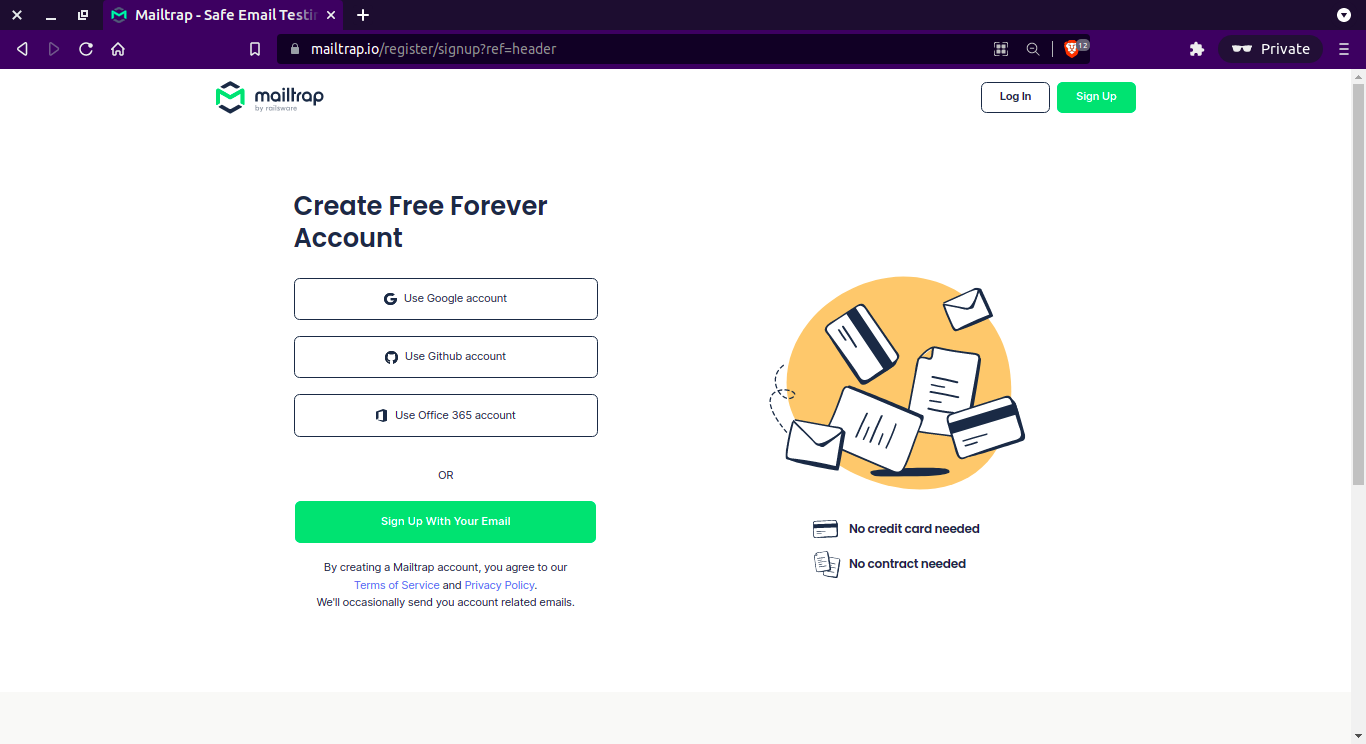 Mailtrap - Safe Email Testin
mailtrap.io/register/signup?ref=header
12
Private
mailtrap
by railsware
Log In
Sign Up
Create Free Forever
Account
Use Google account
Use Github account
Use Office 365 account
OR
Sign Up With Your Email
By creating a Mailtrap account, you agree to our
Terms of Service and Privacy Policy.
We'll occasionally send you account related emails.
No credit card needed
No contract needed